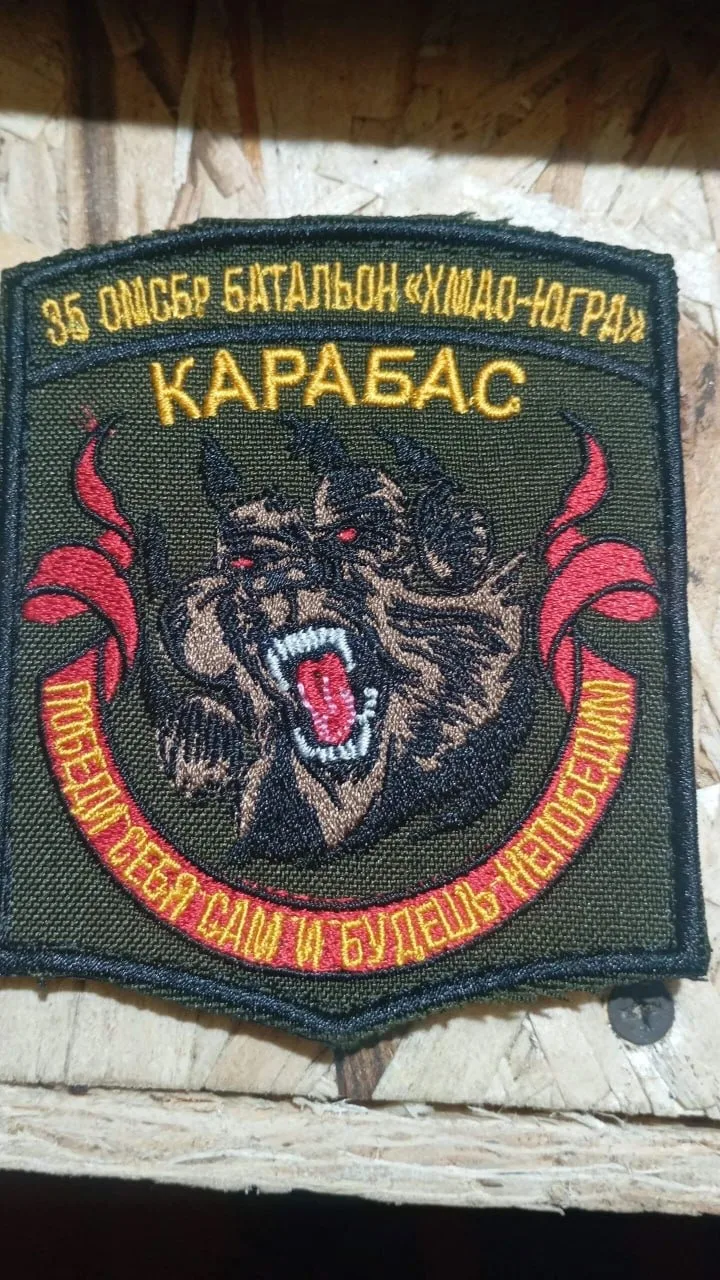 35 ОМСБР БАТАЛЬОН «ХМАО-ЮГРА»
КАРАБАС
ПОБЕДИ СЕБЯ САМ И БУДЕШЬ НЕПОБЕДИМ